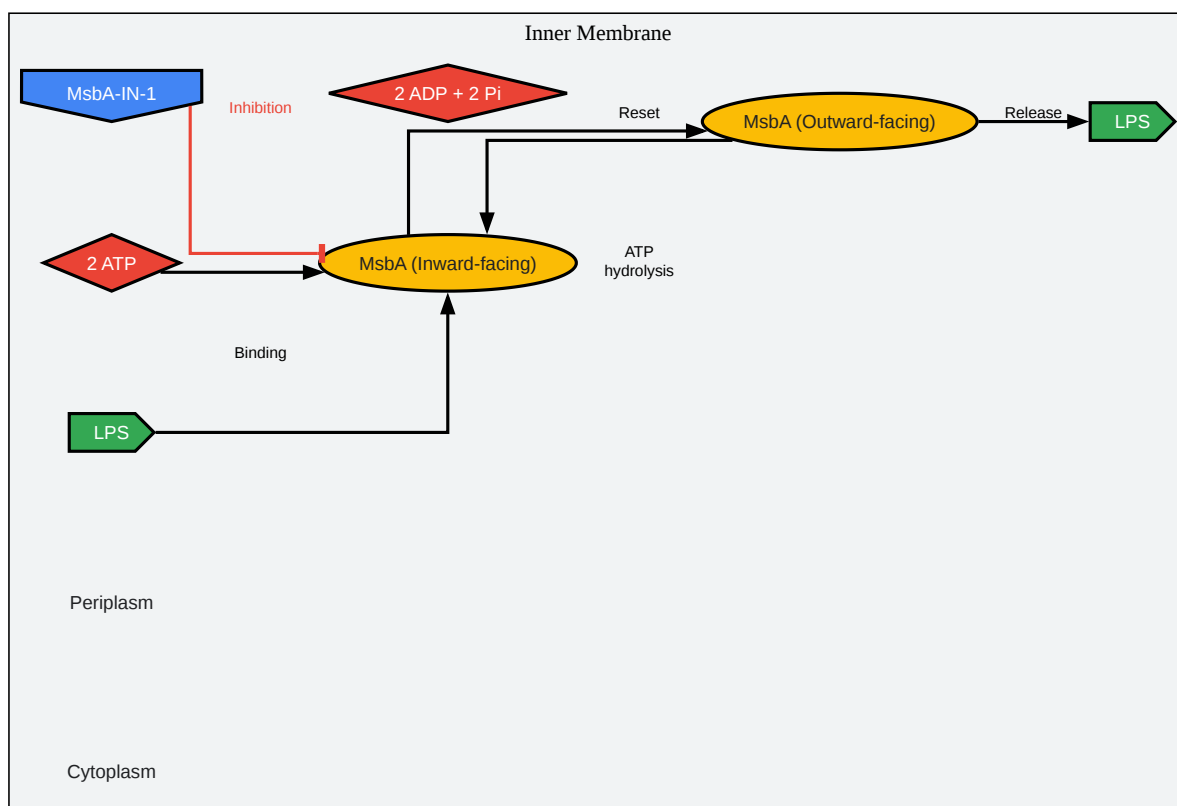 Inner Membrane
MsbA-IN-1
Inhibition
2 ADP + 2 Pi
Reset
MsbA (Outward-facing)
Release
LPS
2 ATP
MsbA (Inward-facing)
ATP
hydrolysis
Binding
LPS
Periplasm
Cytoplasm